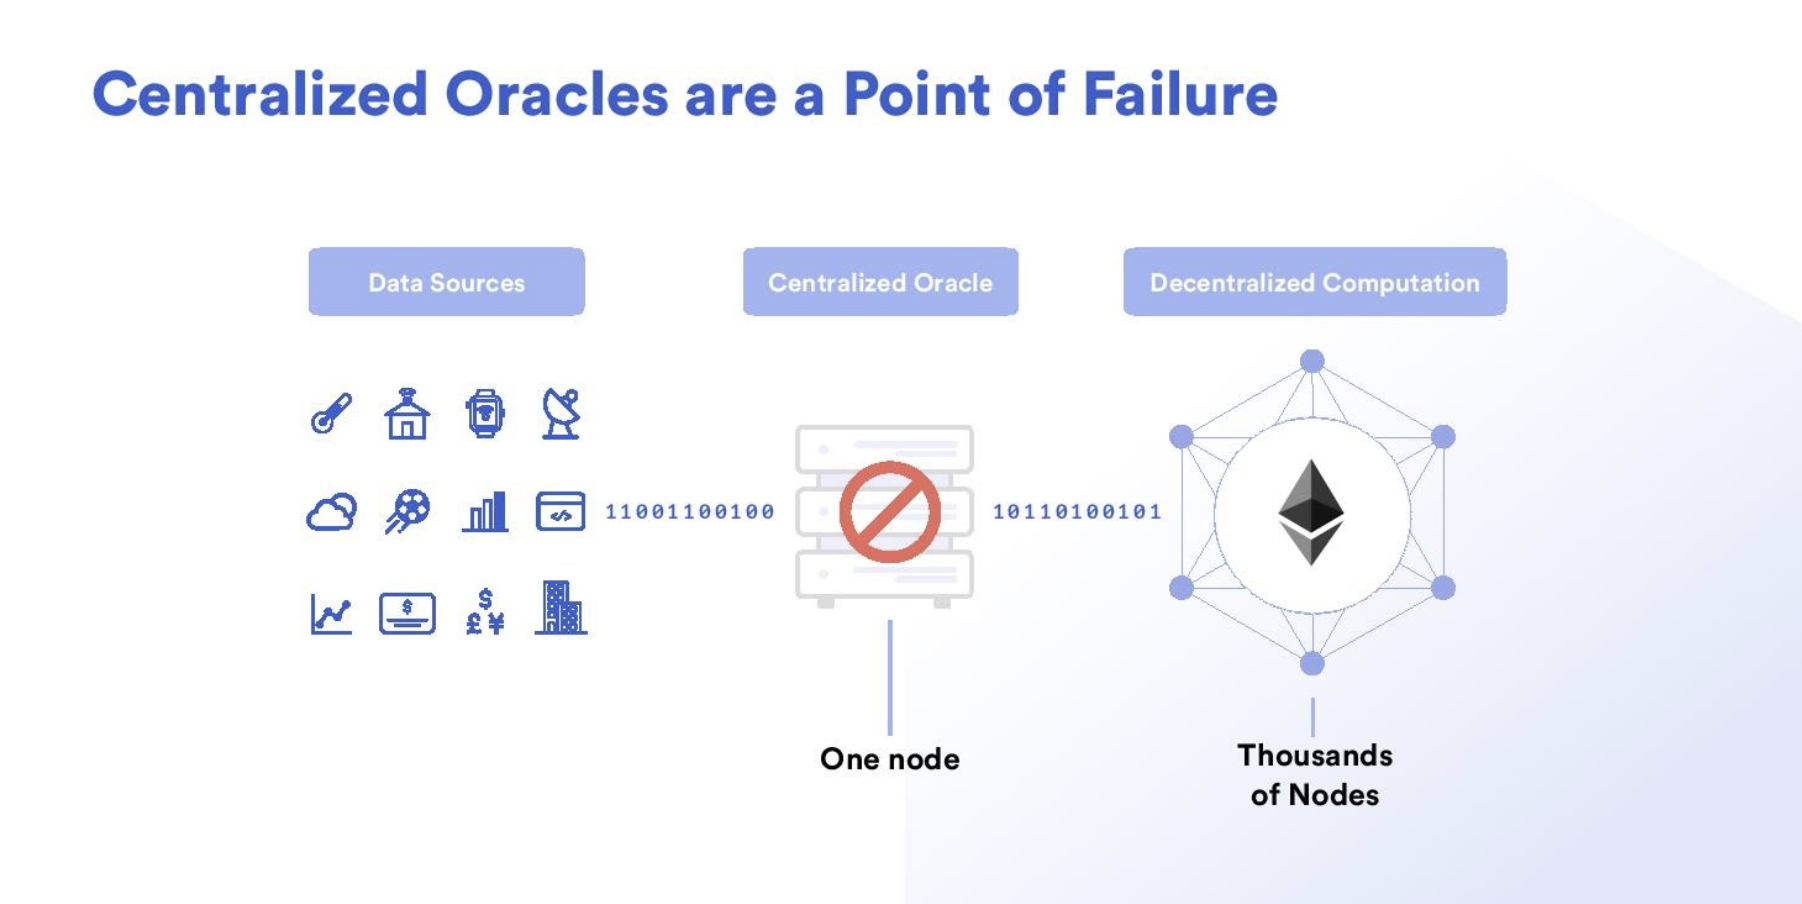 Centralized Oracles are a Point of Failure
Data Sources
Centralized Oracle
Decentralized Computation
11001100100
10110100101
$
$
£ ¥
</>
One node
Thousands
of Nodes